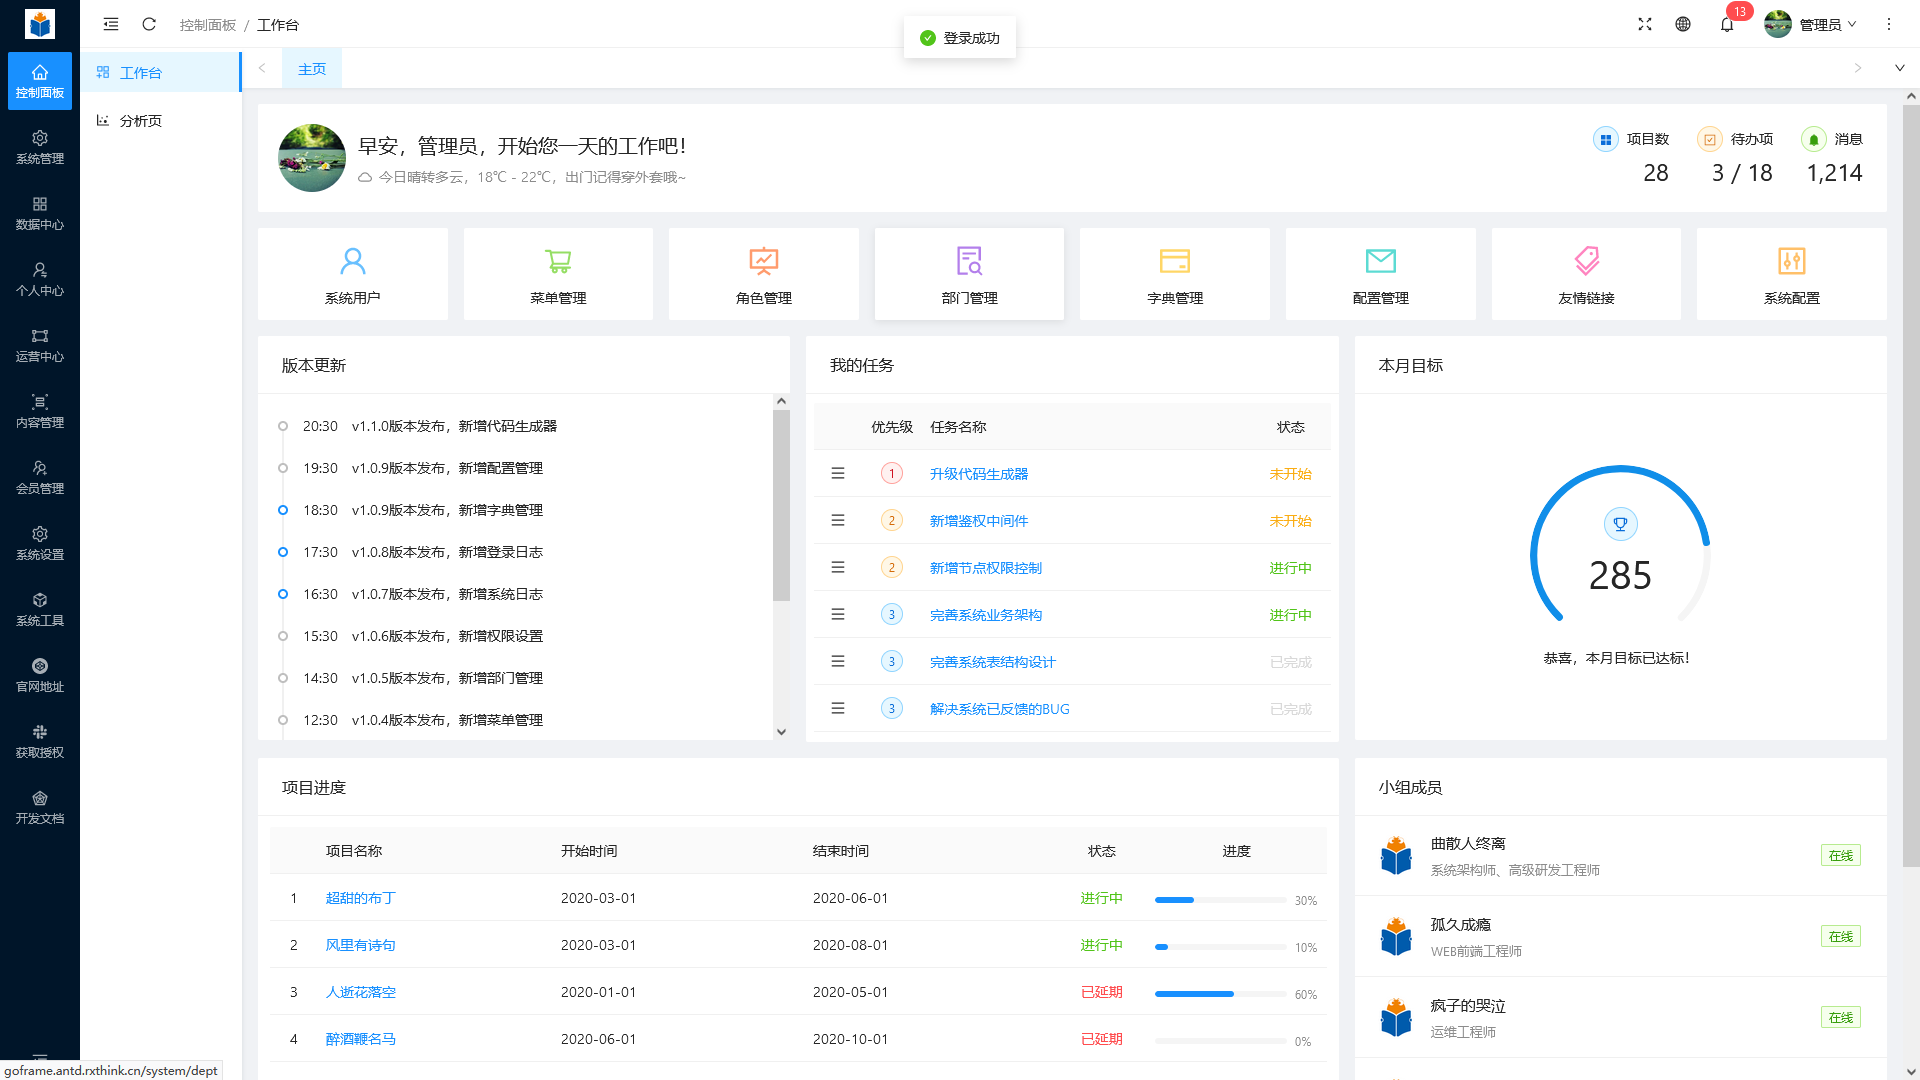 控制面板 / 工作台
登录成功
13
管理员
控制面板
系统管理
数据中心
个人中心
运营中心
内容管理
会员管理
系统设置
系统工具
官网地址
获取授权
开发文档
工作台
分析页
主页
早安，管理员，开始您一天的工作吧！
今日晴转多云，18℃ - 22℃，出门记得穿外套哦~
项目数
28
待办项
3 / 18
消息
1,214
系统用户
菜单管理
角色管理
部门管理
字典管理
配置管理
友情链接
系统配置
版本更新
20:30 v1.1.0版本发布，新增代码生成器
19:30 v1.0.9版本发布，新增配置管理
18:30 v1.0.9版本发布，新增字典管理
17:30 v1.0.8版本发布，新增登录日志
16:30 v1.0.7版本发布，新增系统日志
15:30 v1.0.6版本发布，新增权限设置
14:30 v1.0.5版本发布，新增部门管理
12:30 v1.0.4版本发布，新增菜单管理
我的任务
优先级 任务名称 状态
1 升级代码生成器 未开始
2 新增鉴权中间件 未开始
2 新增节点权限控制 进行中
3 完善系统业务架构 进行中
3 完善系统表结构设计 已完成
3 解决系统已反馈的BUG 已完成
本月目标
285
恭喜，本月目标已达标！
项目进度
项目名称 开始时间 结束时间 状态 进度
1 超甜的布丁 2020-03-01 2020-06-01 进行中 30%
2 风里有诗句 2020-03-01 2020-08-01 进行中 10%
3 人逝花落空 2020-01-01 2020-05-01 已延期 60%
4 醉酒鞭名马 2020-06-01 2020-10-01 已延期 0%
小组成员
曲散人终离
系统架构师、高级研发工程师
在线
孤久成瘾
WEB前端工程师
在线
疯子的哭泣
运维工程师
在线
goframe.antd.rxthink.cn/system/dept